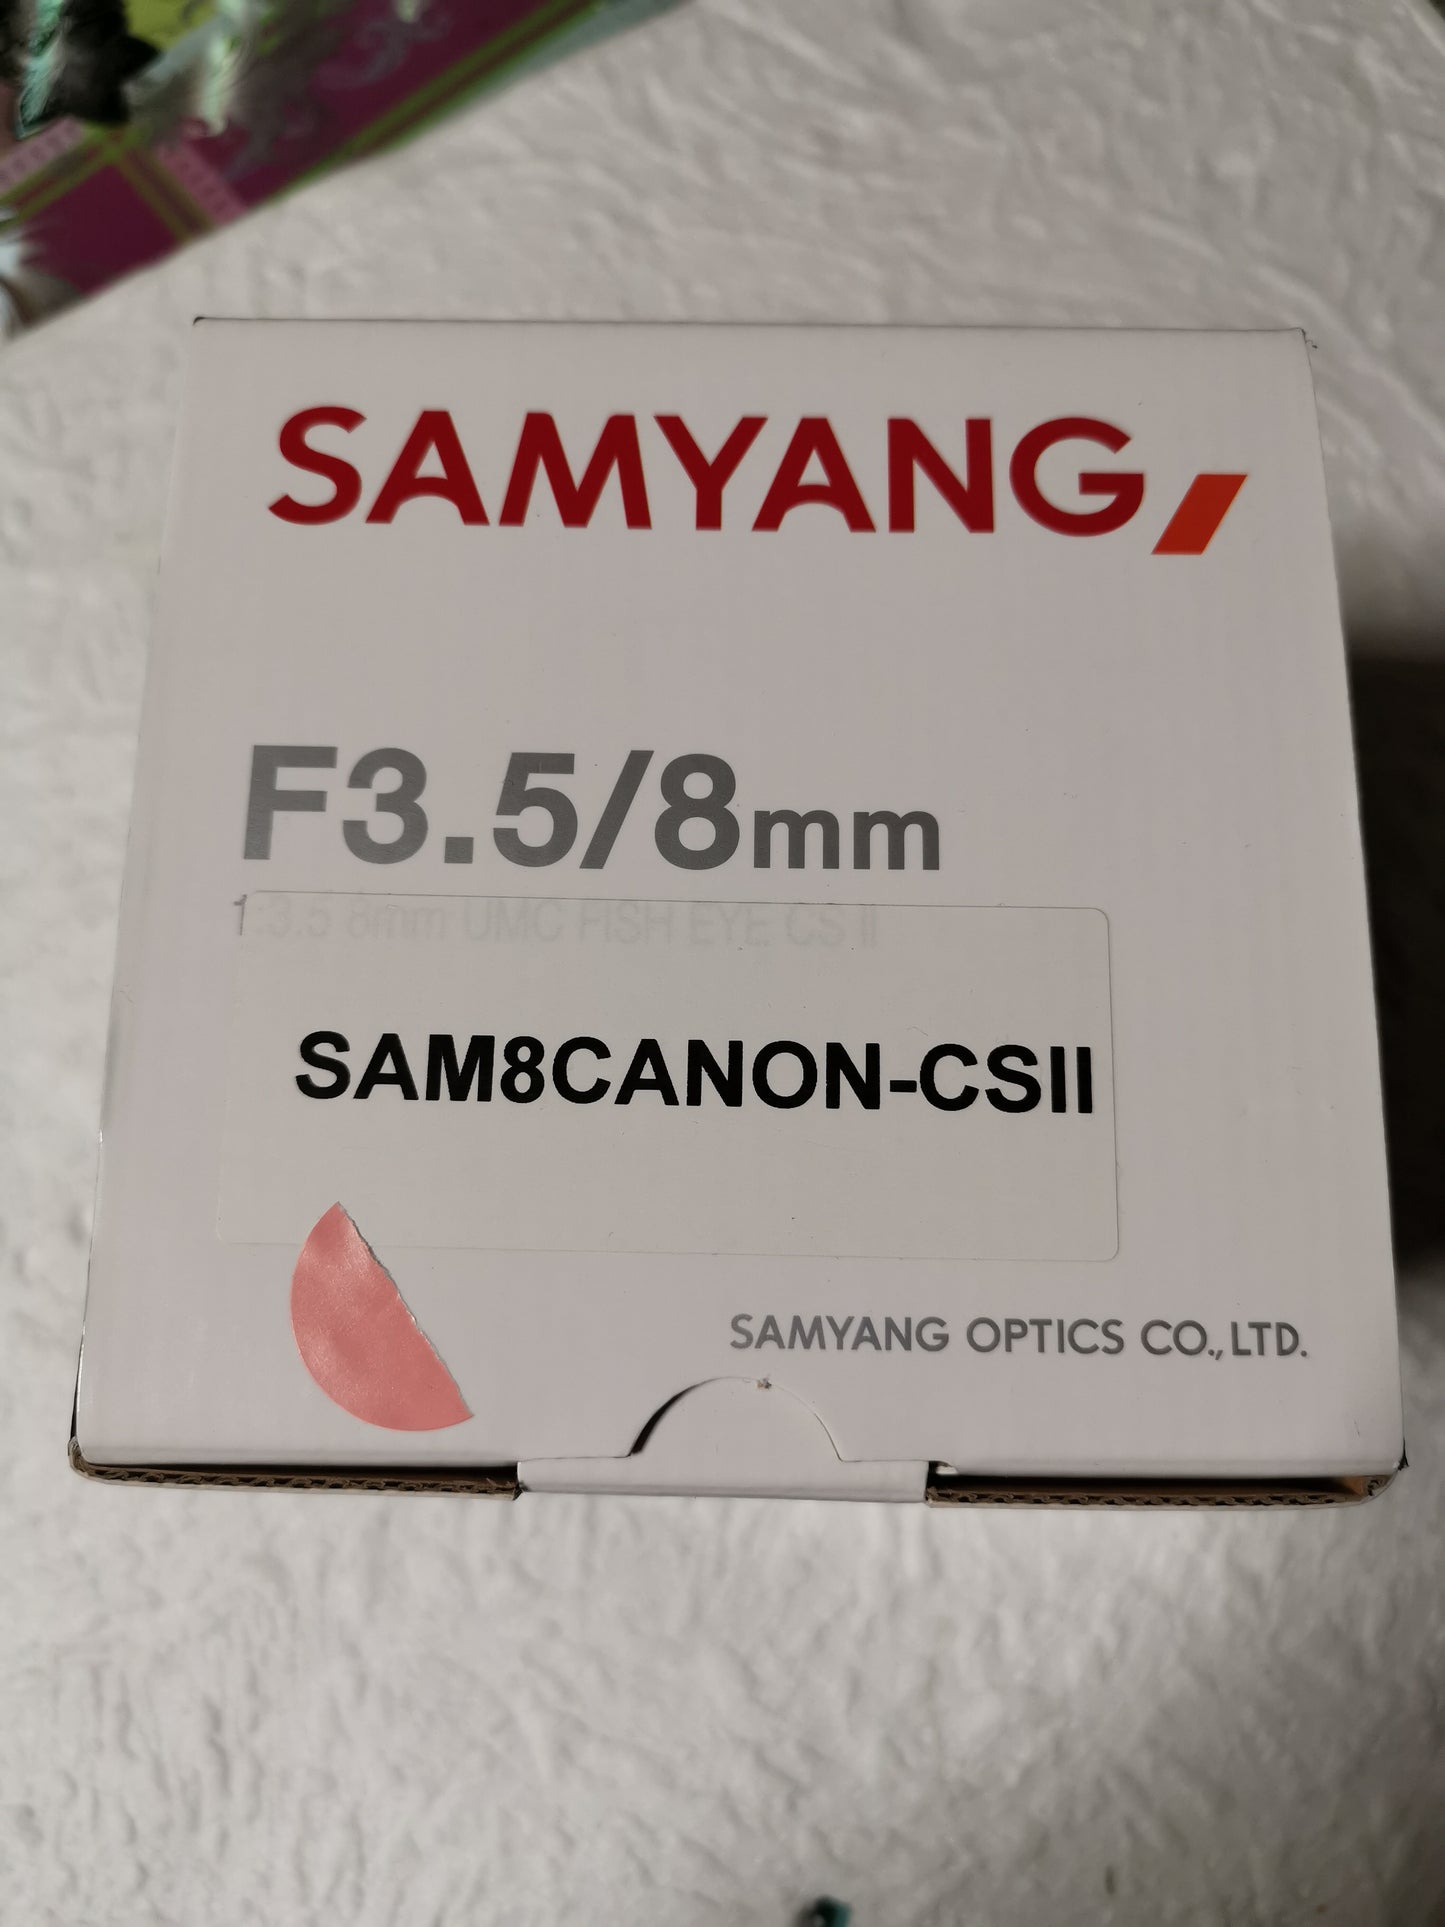 SAMYANG
F3.5/8mm
1:3.5 8mm UMC FISH EYE CS II
SAM8CANON-CSII
SAMYANG OPTICS CO., LTD.